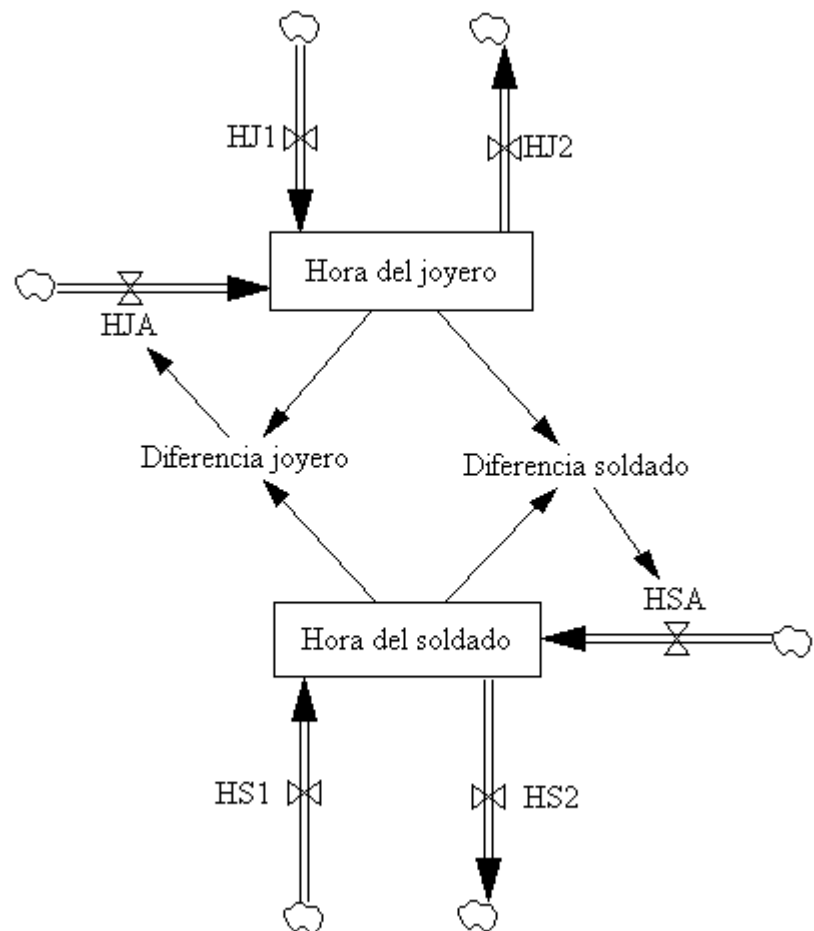 HJ1
HJ2
Hora del joyero
HJA
Diferencia joyero
Diferencia soldado
HSA
Hora del soldado
HS1
HS2